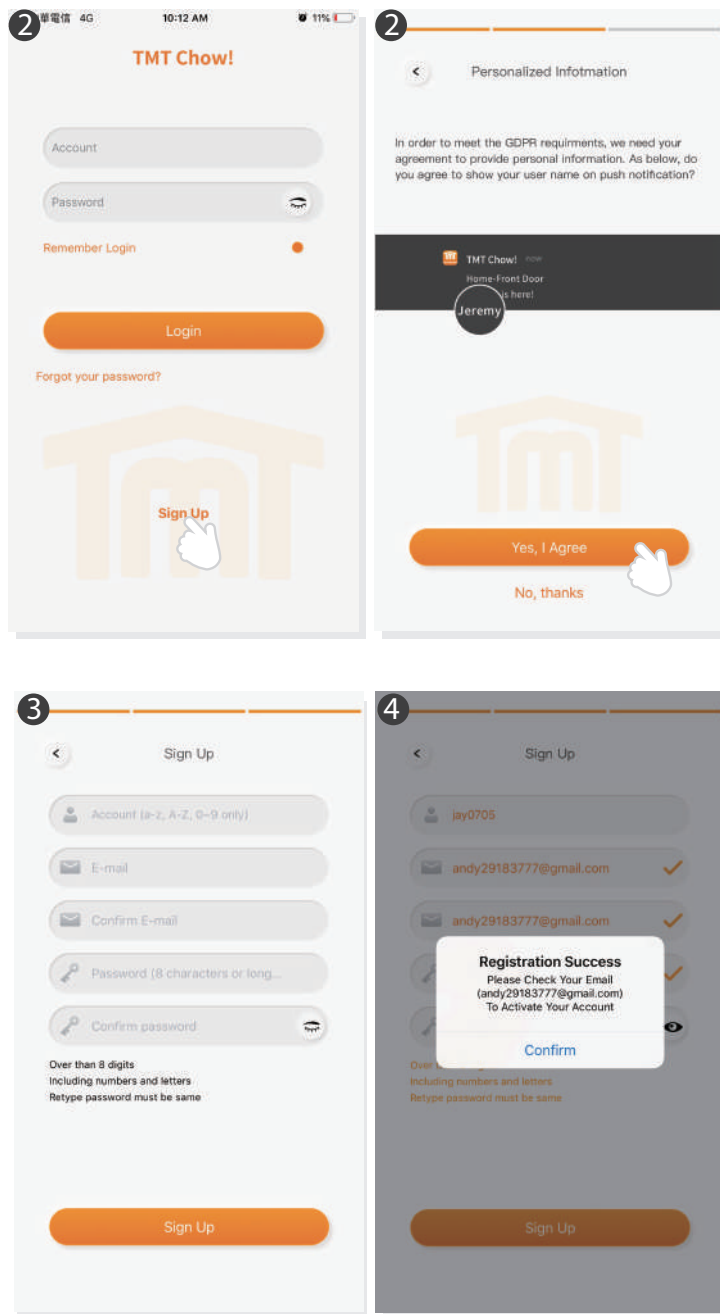 2
華電信 4G 10:12 AM 11%
TMT Chow!
Account
Password
Remember Login
Login
Forgot your password?
Sign Up
2
Personalized Infotmation
In order to meet the GDPR requirments, we need your
agreement to provide personal information. As below, do
you agree to show your user name on push notification?
TMT Chow! now
Home-Front Door
Jeremy is here!
Yes, I Agree
No, thanks
3
Sign Up
Account (a-z, A-Z, 0~9 only)
E-mail
Confirm E-mail
Password (8 characters or long...
Confirm password
Over than 8 digits
Including numbers and letters
Retype password must be same
Sign Up
4
Sign Up
jay0705
andy29183777@gmail.com
andy29183777@gmail.com
Registration Success
Please Check Your Email
(andy29183777@gmail.com)
To Activate Your Account
Confirm
Over
Including numbers and letters
Retype password must be same
Sign Up